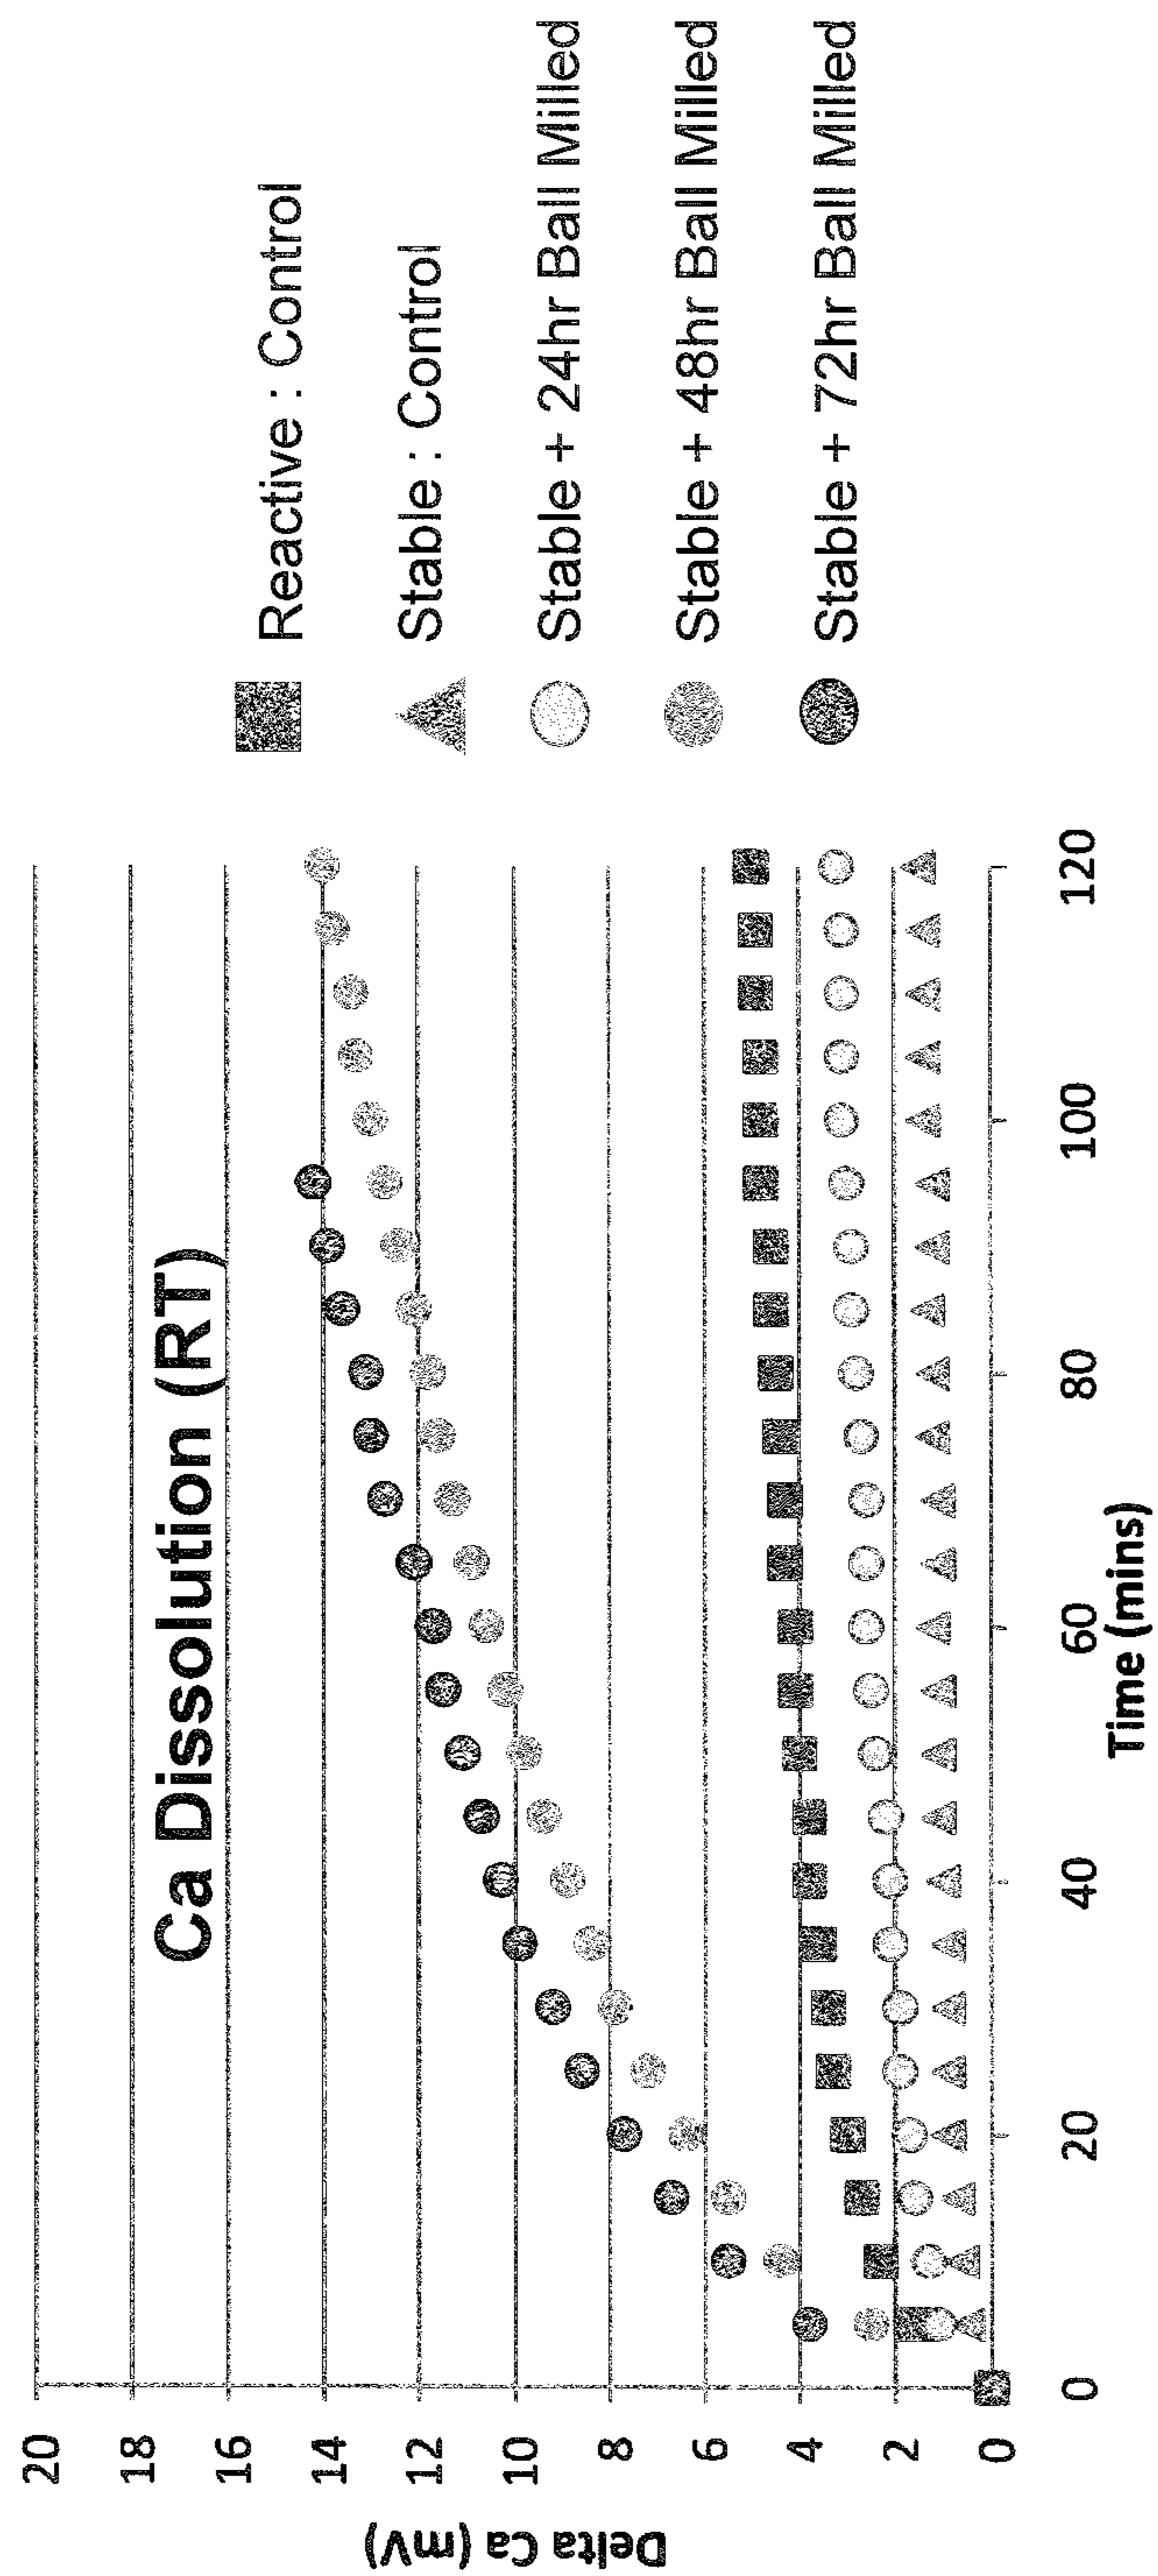 Ca Dissolution (RT)
Delta Ca (mV)
20
18
16
14
12
10
8
6
4
2
0
0
20
40
60
80
100
120
Time (mins)
Reactive : Control
Stable : Control
Stable + 24hr Ball Milled
Stable + 48hr Ball Milled
Stable + 72hr Ball Milled